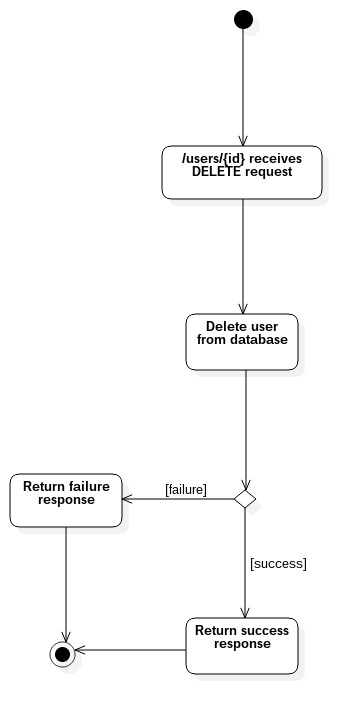 /users/{id} receives
DELETE request
Delete user
from database
Return failure
response
[failure]
[success]
Return success
response